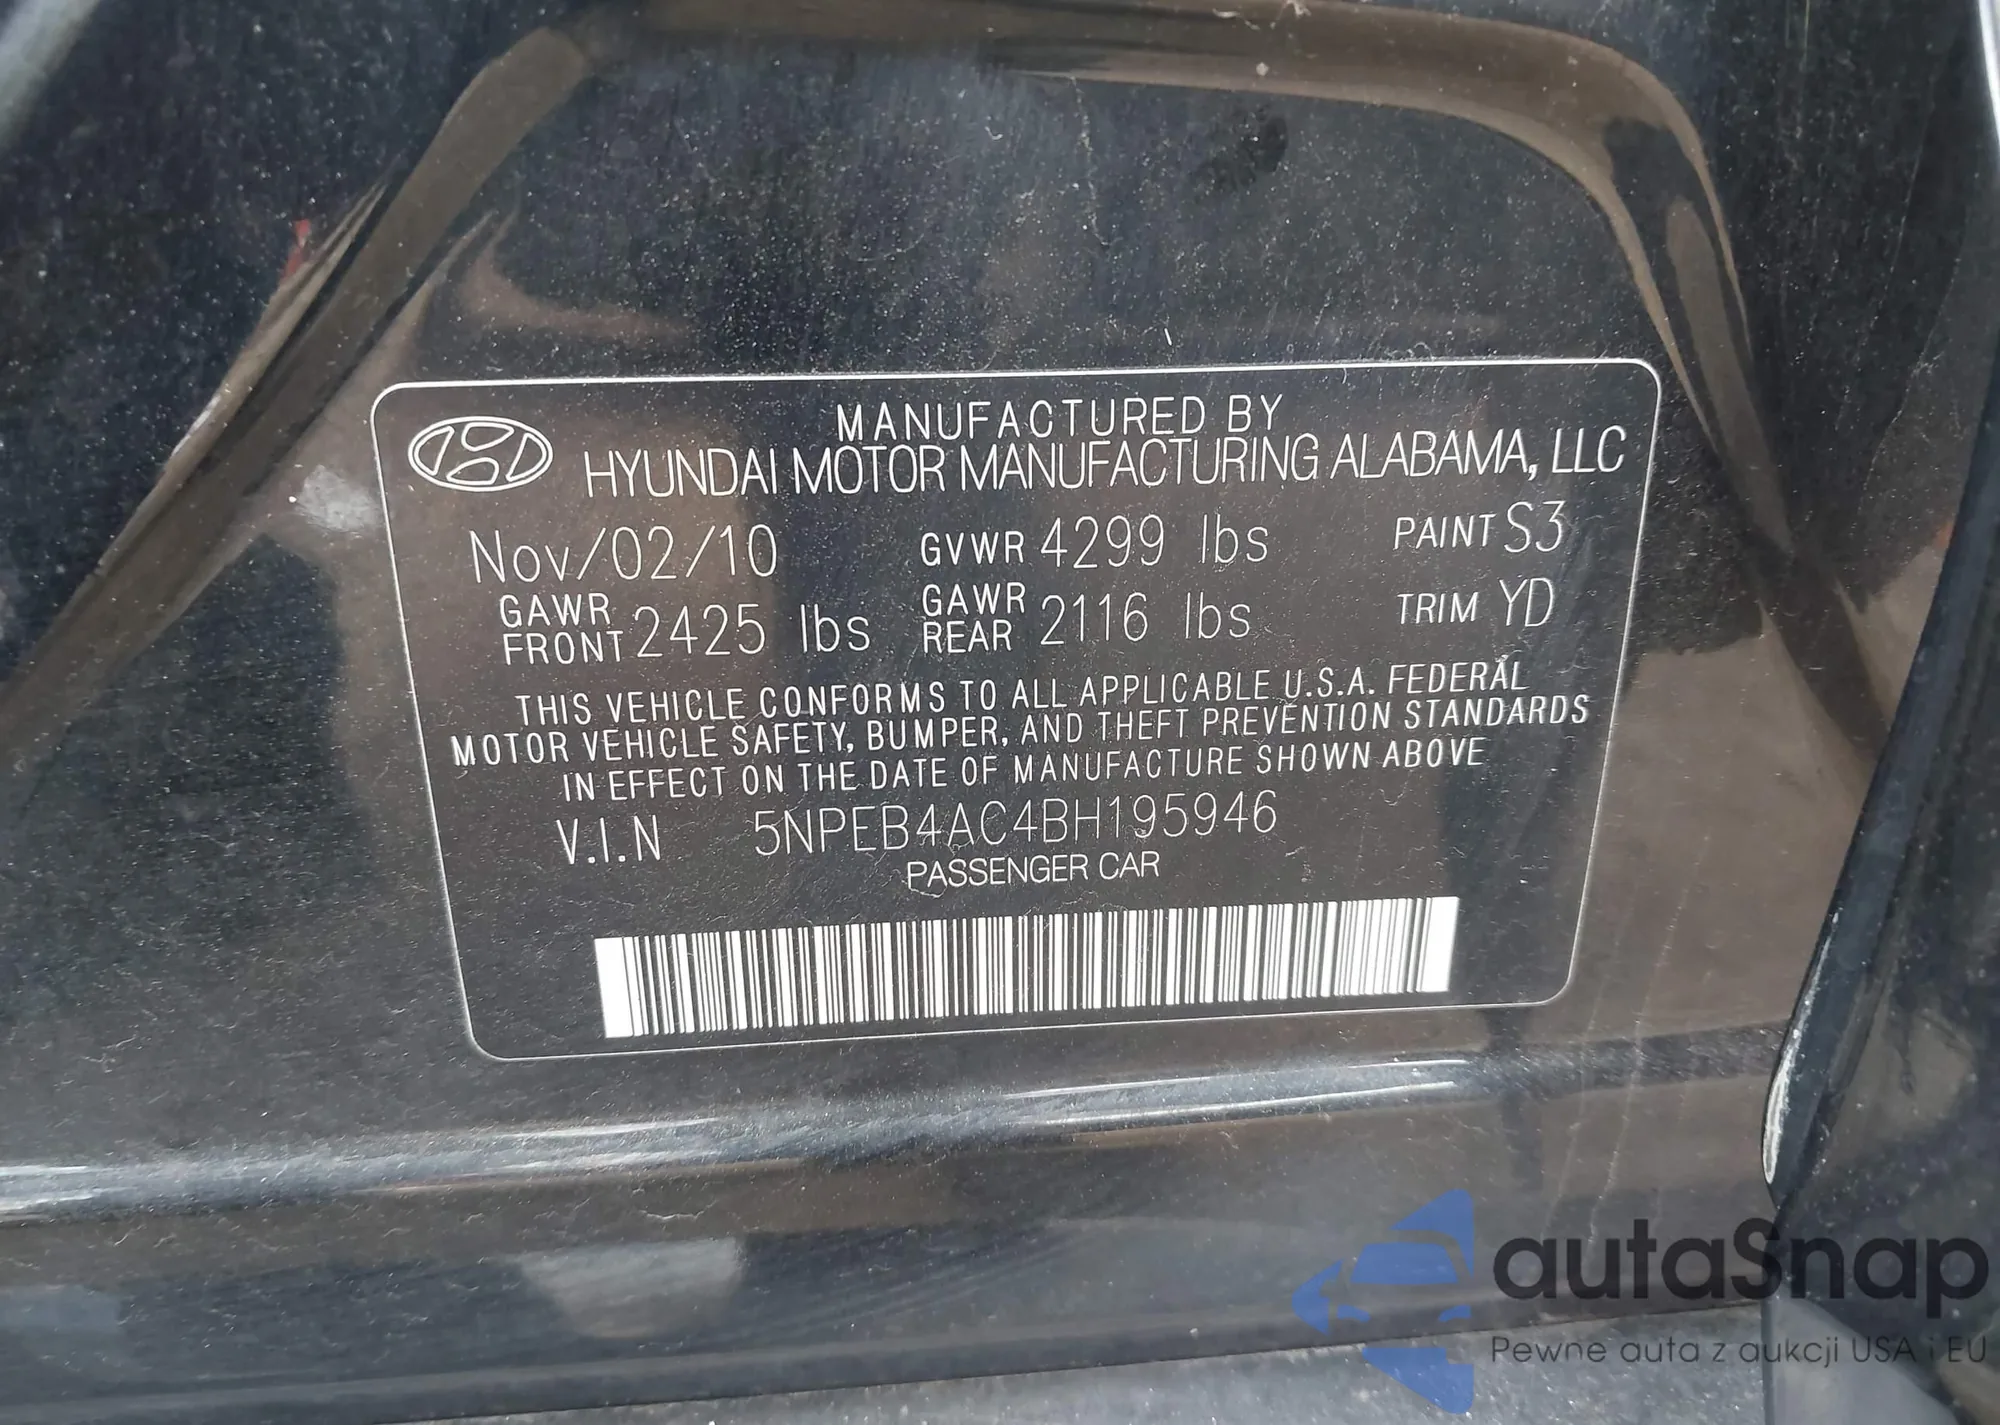 MANUFACTURED BY
HYUNDAI MOTOR MANUFACTURING ALABAMA, LLC
Nov/02/10 GVWR 4299 lbs PAINT S3
GAWR FRONT 2425 lbs GAWR REAR 2116 lbs TRIM YD
THIS VEHICLE CONFORMS TO ALL APPLICABLE U.S.A. FEDERAL
MOTOR VEHICLE SAFETY, BUMPER, AND THEFT PREVENTION STANDARDS
IN EFFECT ON THE DATE OF MANUFACTURE SHOWN ABOVE
V.I.N 5NPEB4AC4BH195946
PASSENGER CAR
autaSnap
Pewne auta z aukcji USA i EU